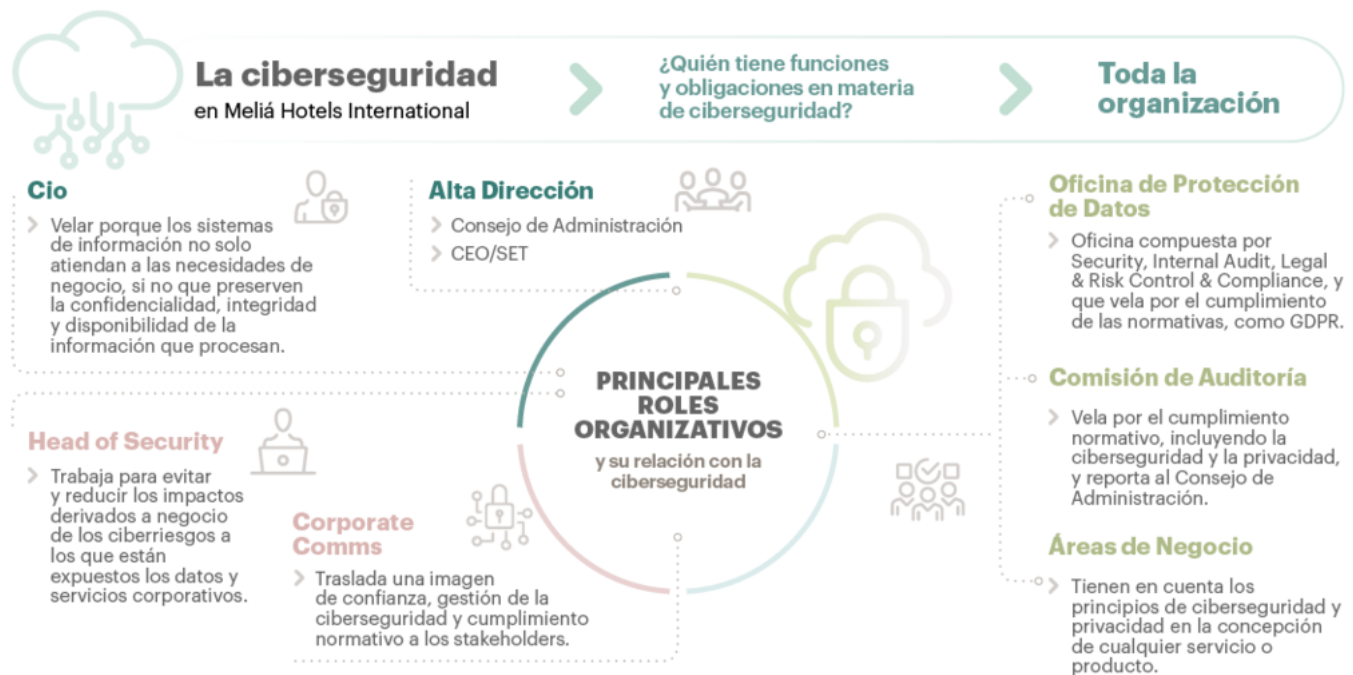 La ciberseguridad
en Meliá Hotels International
¿Quién tiene funciones
y obligaciones en materia
de ciberseguridad?
Toda la
organización
Cio
Velar porque los sistemas
de información no solo
atiendan a las necesidades de
negocio, si no que preserven
la confidencialidad, integridad
y disponibilidad de la
información que procesan.
Alta Dirección
Consejo de Administración
CEO/SET
Oficina de Protección
de Datos
Oficina compuesta por
Security, Internal Audit, Legal
& Risk Control & Compliance, y
que vela por el cumplimiento
de las normativas, como GDPR.
PRINCIPALES
ROLES
ORGANIZATIVOS
y su relación con la
ciberseguridad
Comisión de Auditoría
Vela por el cumplimiento
normativo, incluyendo la
ciberseguridad y la privacidad,
y reporta al Consejo de
Administración.
Head of Security
Trabaja para evitar
y reducir los impactos
derivados a negocio
de los ciberriesgos a
los que están
expuestos los datos y
servicios corporativos.
Corporate
Comms
Traslada una imagen
de confianza, gestión de la
ciberseguridad y cumplimiento
normativo a los stakeholders.
Áreas de Negocio
Tienen en cuenta los
principios de ciberseguridad y
privacidad en la concepción
de cualquier servicio o
producto.